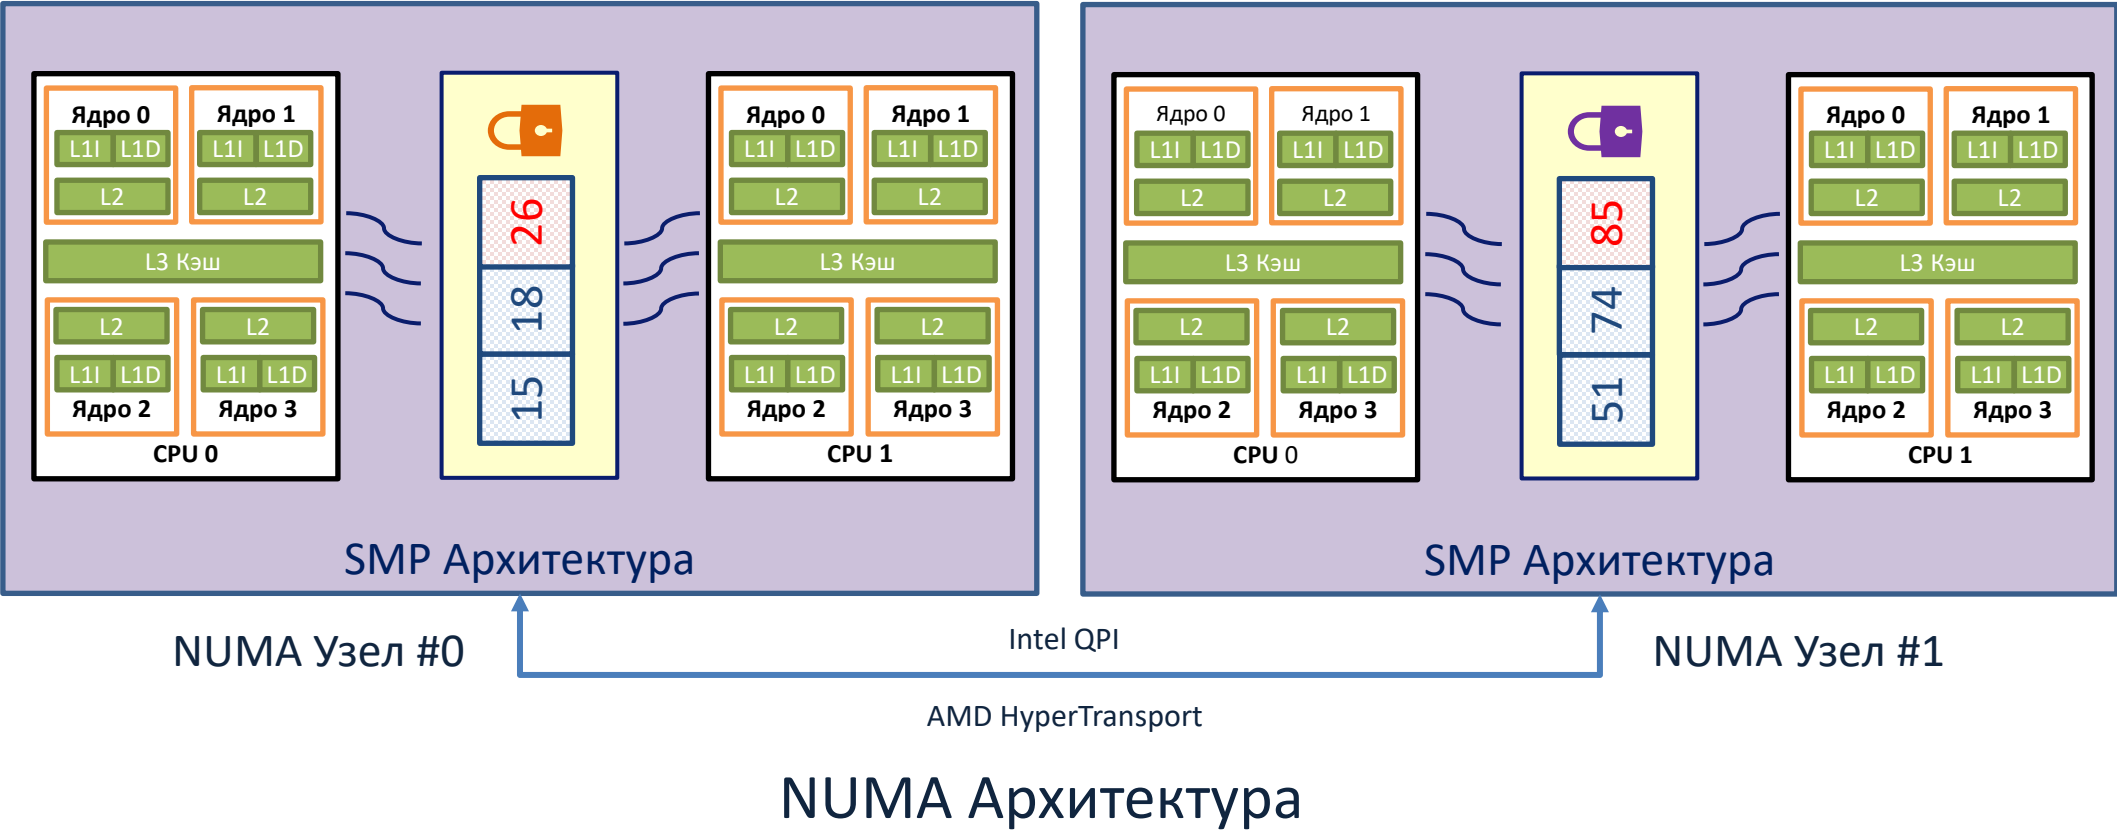 Ядро 0 Ядро 1
L1I L1D L1I L1D
L2 L2
L3 Кэш
L2 L2
L1I L1D L1I L1D
Ядро 2 Ядро 3
CPU 0
26
18
15
Ядро 0 Ядро 1
L1I L1D L1I L1D
L2 L2
L3 Кэш
L2 L2
L1I L1D L1I L1D
Ядро 2 Ядро 3
CPU 1
SMP Архитектура
Ядро 0 Ядро 1
L1I L1D L1I L1D
L2 L2
L3 Кэш
L2 L2
L1I L1D L1I L1D
Ядро 2 Ядро 3
CPU 0
85
74
51
Ядро 0 Ядро 1
L1I L1D L1I L1D
L2 L2
L3 Кэш
L2 L2
L1I L1D L1I L1D
Ядро 2 Ядро 3
CPU 1
SMP Архитектура
NUMA Узел #0
Intel QPI
NUMA Узел #1
AMD HyperTransport
NUMA Архитектура